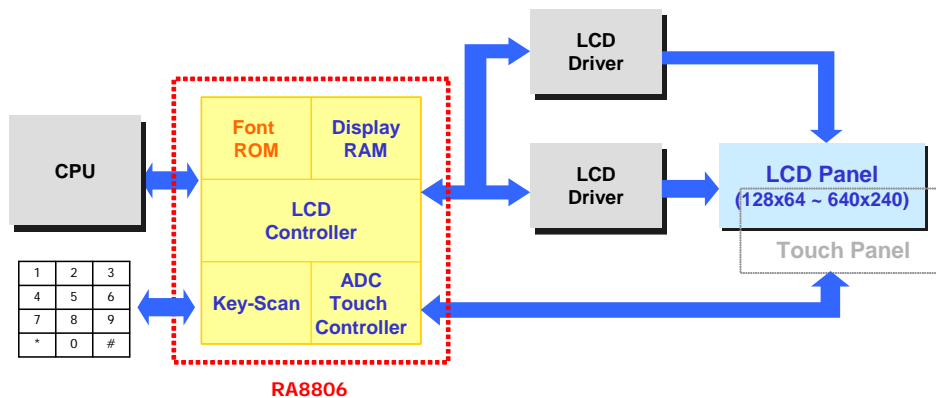 LCD
Driver
Font
ROM
Display
RAM
CPU
LCD
Controller
LCD
Driver
LCD Panel
(128x64 ~ 640x240)
Touch Panel
1 2 3
4 5 6
7 8 9
* 0 #
Key-Scan
ADC
Touch
Controller
RA8806